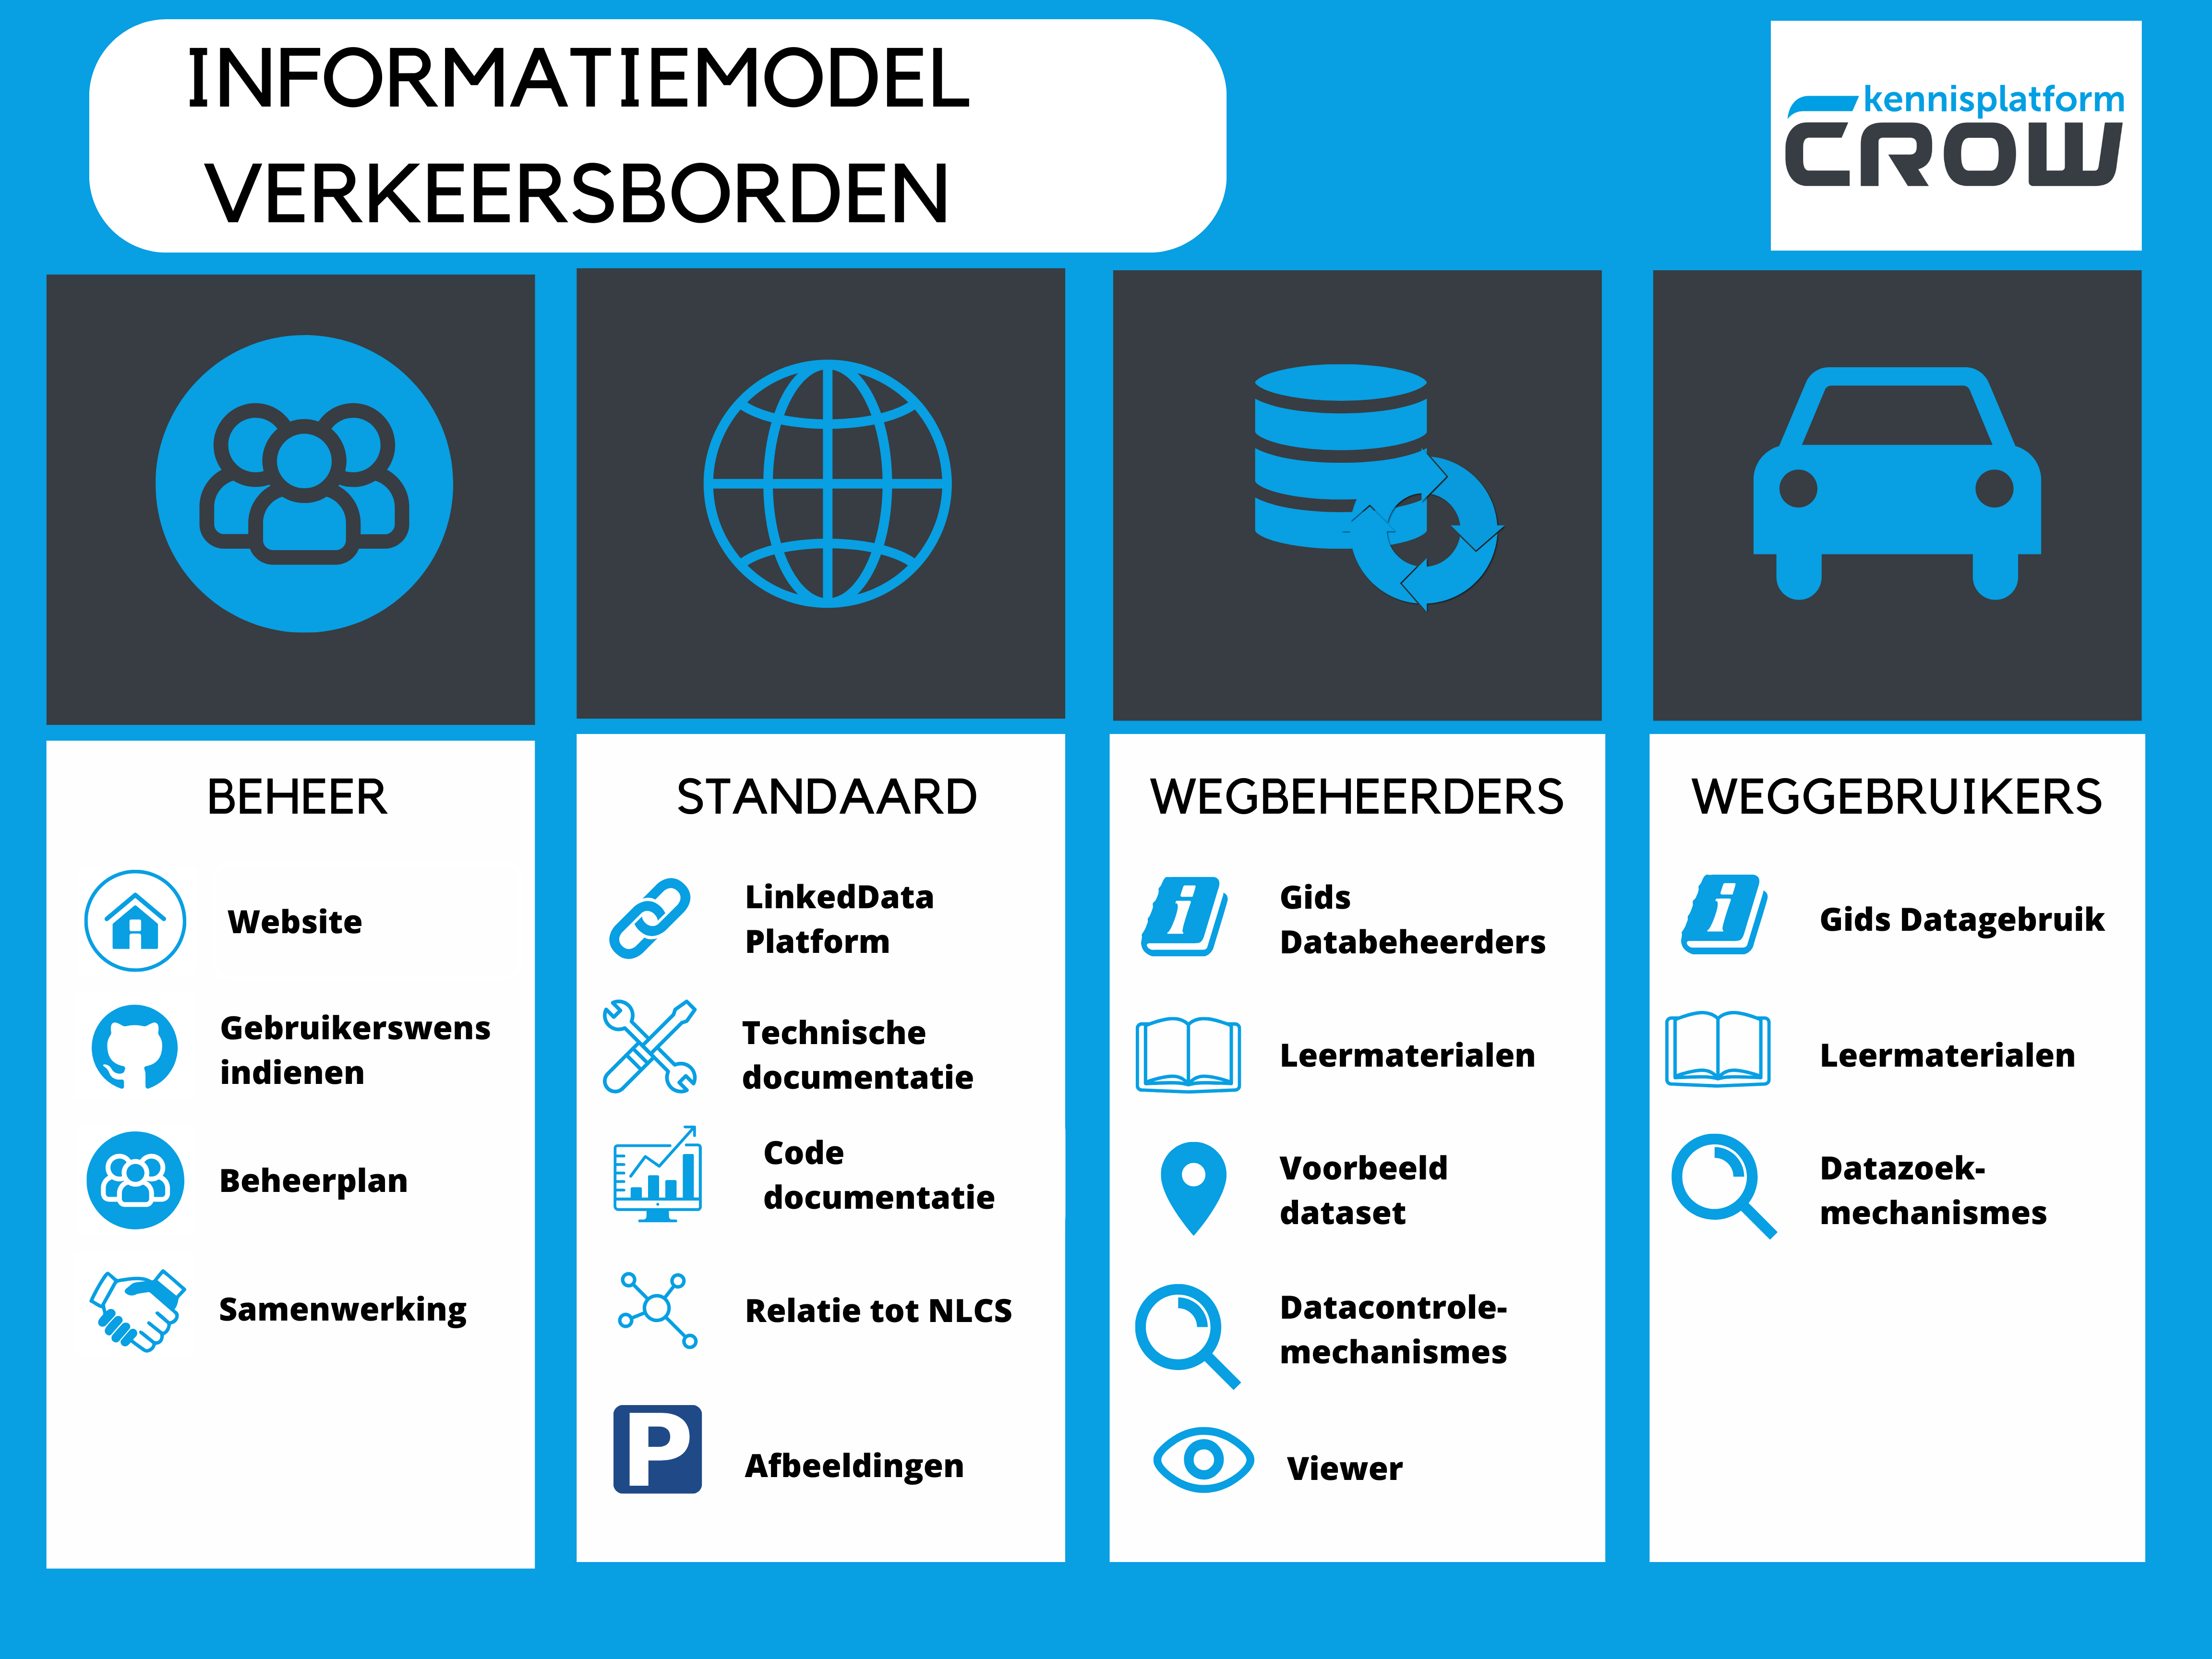 INFORMATIEMODEL
VERKEERSBORDEN
kennisplatform
CROW
BEHEER
Website
Gebruikerswens
indienen
Beheerplan
Samenwerking
STANDAARD
LinkedData
Platform
Technische
documentatie
Code
documentatie
Relatie tot NLCS
P
Afbeeldingen
WEGBEHEERDERS
i
Gids
Databeheerders
Leermaterialen
Voorbeeld
dataset
Datacontrole-
mechanismes
Viewer
WEGGEBRUIKERS
i
Gids Datagebruik
Leermaterialen
Datazoek-
mechanismes